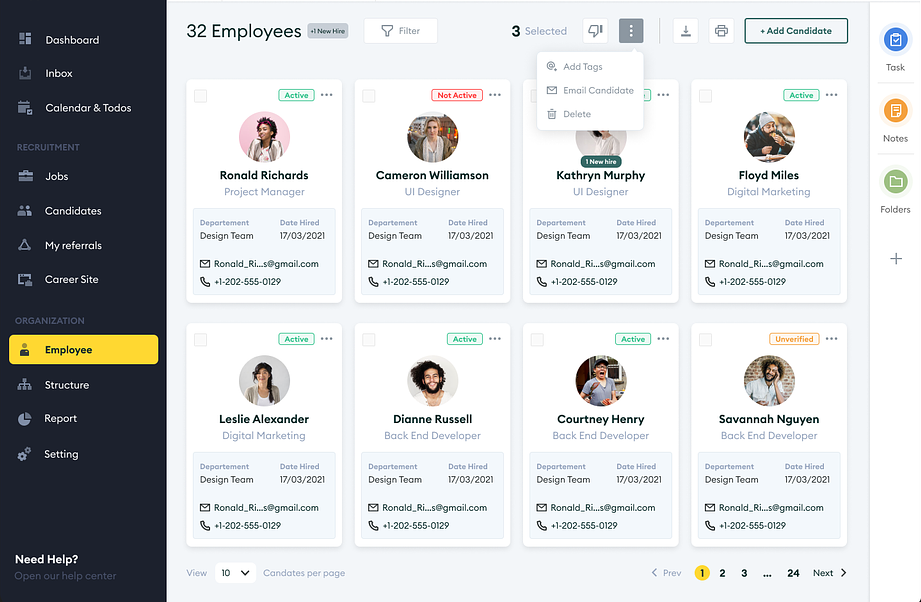 Dashboard
Inbox
Calendar & Todos
RECRUITMENT
Jobs
Candidates
My referrals
Career Site
ORGANIZATION
Employee
Structure
Report
Setting
Need Help?
Open our help center
32 Employees
+1 New Hire
Filter
3 Selected
+ Add Candidate
Add Tags
Email Candidate
Delete
Active
Ronald Richards
Project Manager
Departement Date Hired
Design Team 17/03/2021
Ronald_Ri...s@gmail.com
+1-202-555-0129
Not Active
Cameron Williamson
UI Designer
Departement Date Hired
Design Team 17/03/2021
Ronald_Ri...s@gmail.com
+1-202-555-0129
1 New hire
Kathryn Murphy
UI Designer
Departement Date Hired
Design Team 17/03/2021
Ronald_Ri...s@gmail.com
+1-202-555-0129
Active
Floyd Miles
Digital Marketing
Departement Date Hired
Design Team 17/03/2021
Ronald_Ri...s@gmail.com
+1-202-555-0129
Active
Leslie Alexander
Digital Marketing
Departement Date Hired
Design Team 17/03/2021
Ronald_Ri...s@gmail.com
+1-202-555-0129
Active
Dianne Russell
Back End Developer
Departement Date Hired
Design Team 17/03/2021
Ronald_Ri...s@gmail.com
+1-202-555-0129
Active
Courtney Henry
Back End Developer
Departement Date Hired
Design Team 17/03/2021
Ronald_Ri...s@gmail.com
+1-202-555-0129
Unverified
Savannah Nguyen
Back End Developer
Departement Date Hired
Design Team 17/03/2021
Ronald_Ri...s@gmail.com
+1-202-555-0129
View 10 Candates per page
Prev 1 2 3 ... 24 Next
Task
Notes
Folders